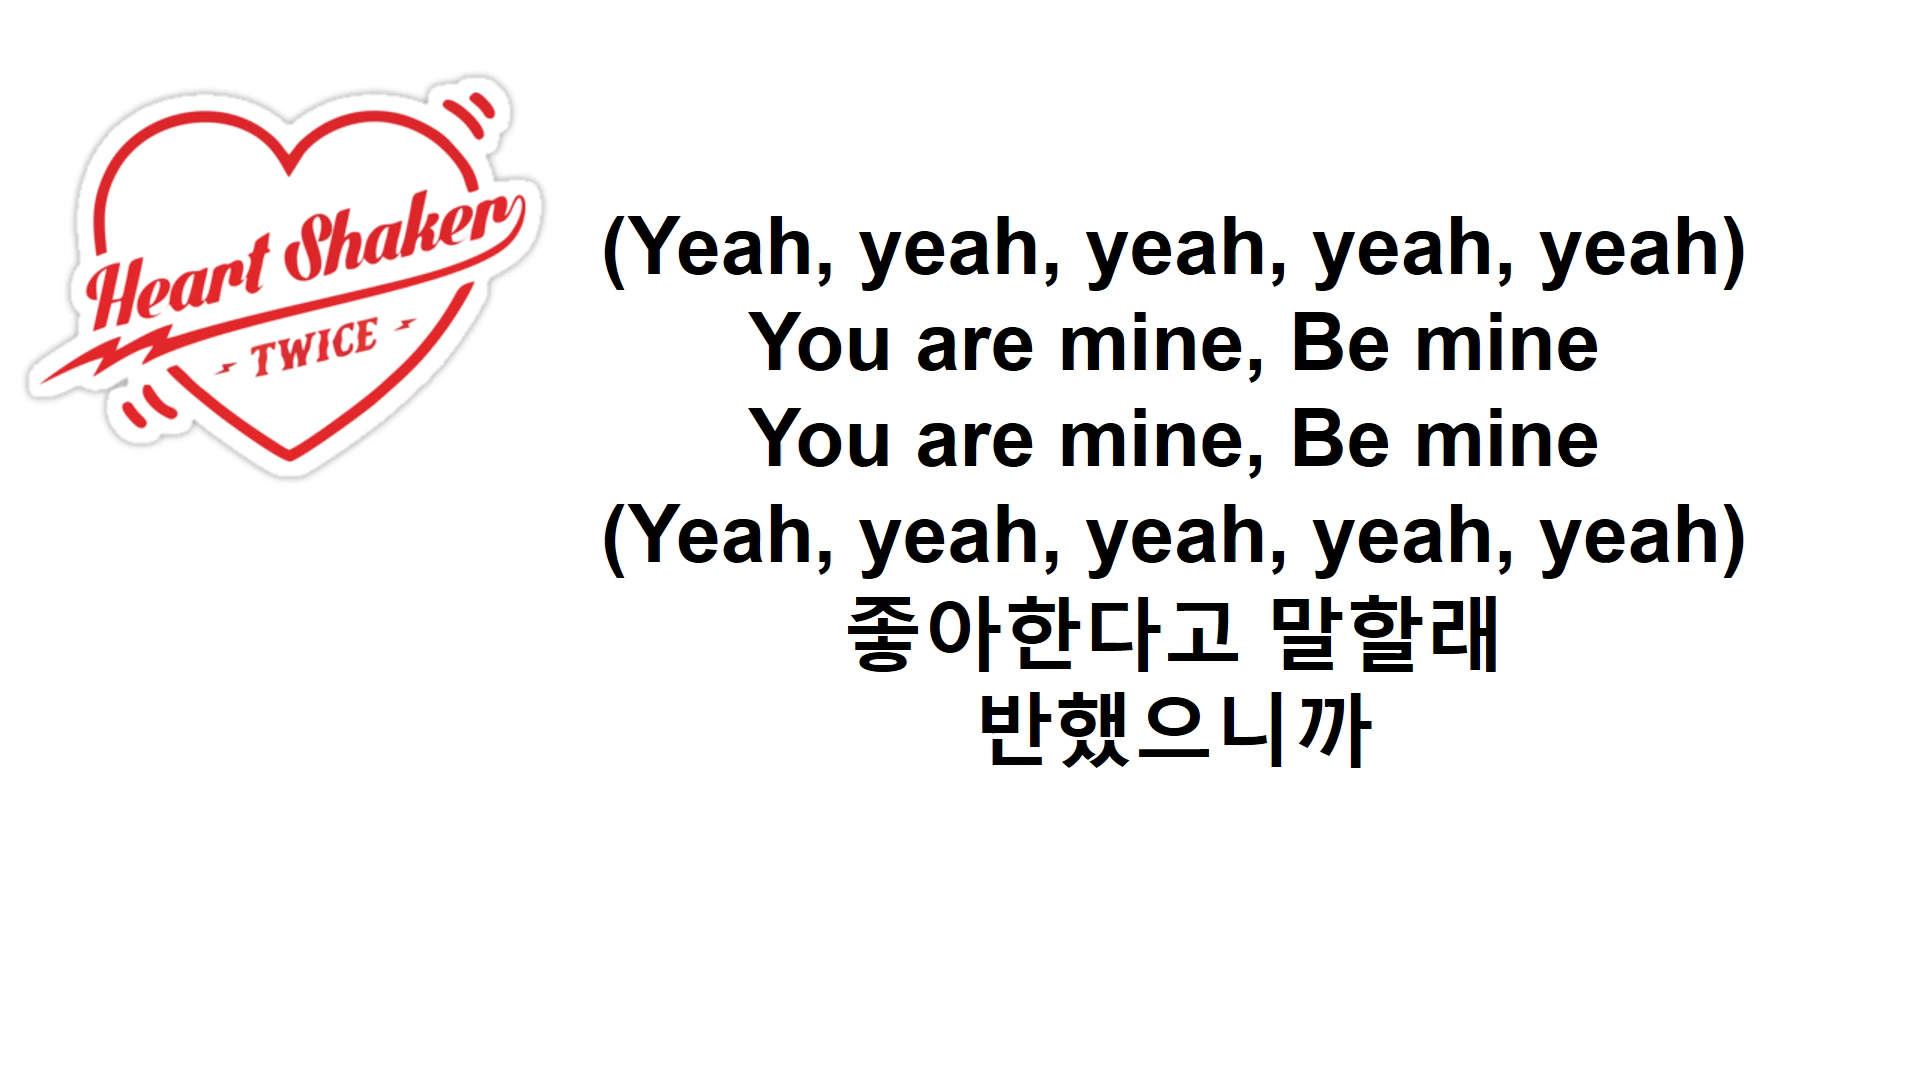 Heart Shaker
- TWICE -
(Yeah, yeah, yeah, yeah, yeah)
You are mine, Be mine
You are mine, Be mine
(Yeah, yeah, yeah, yeah, yeah)
좋아한다고 말할래
반했으니까